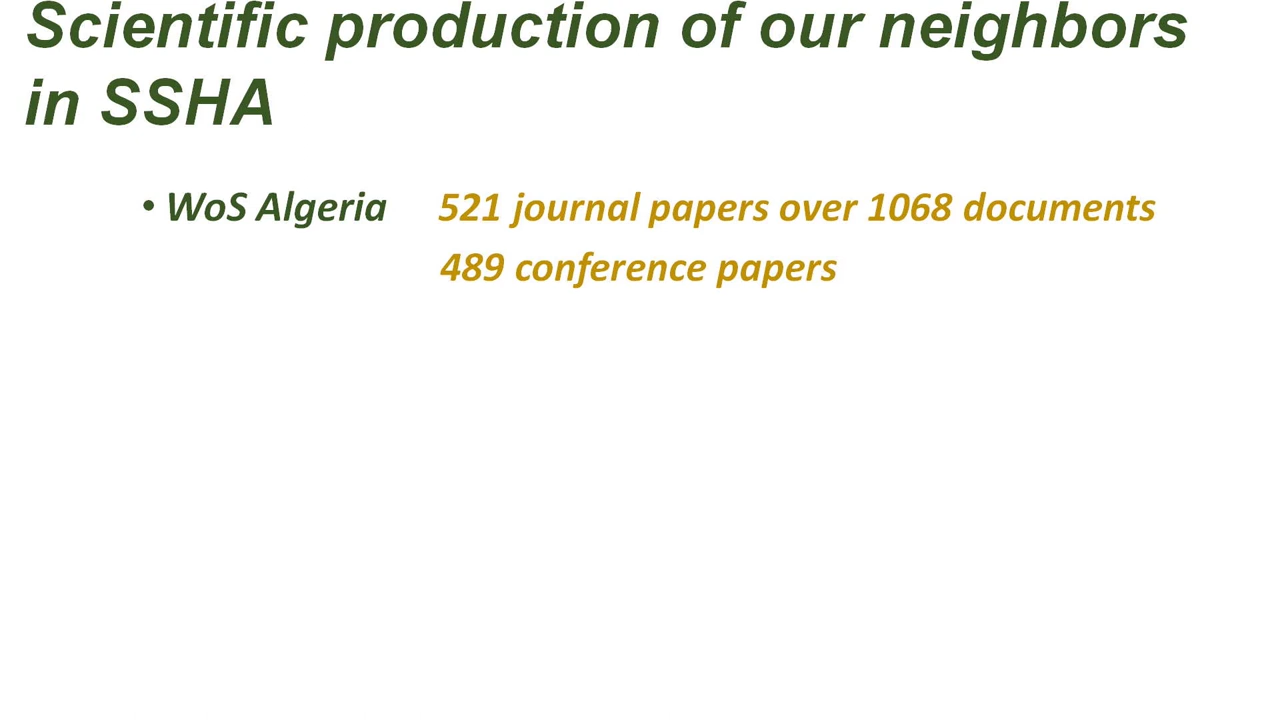 Scientific production of our neighbors
in SSHA
• WoS Algeria 521 journal papers over 1068 documents
489 conference papers